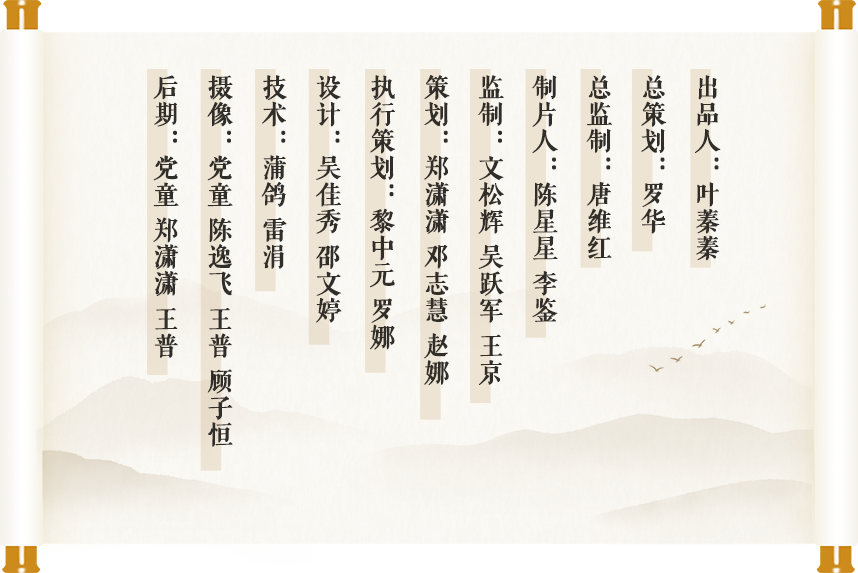 出品人：叶蓁蓁
总策划：罗华
总监制：唐维红
制片人：陈星星 李鉴
监制：文松辉 吴跃军 王京
策划：郑潇潇 邓志慧 赵娜
执行策划：黎中元 罗娜
设计：吴佳秀 邵文婷
技术：蒲鸽 雷涓
摄像：党童 陈逸飞 王普 顾子恒
后期：党童 郑潇潇 王普